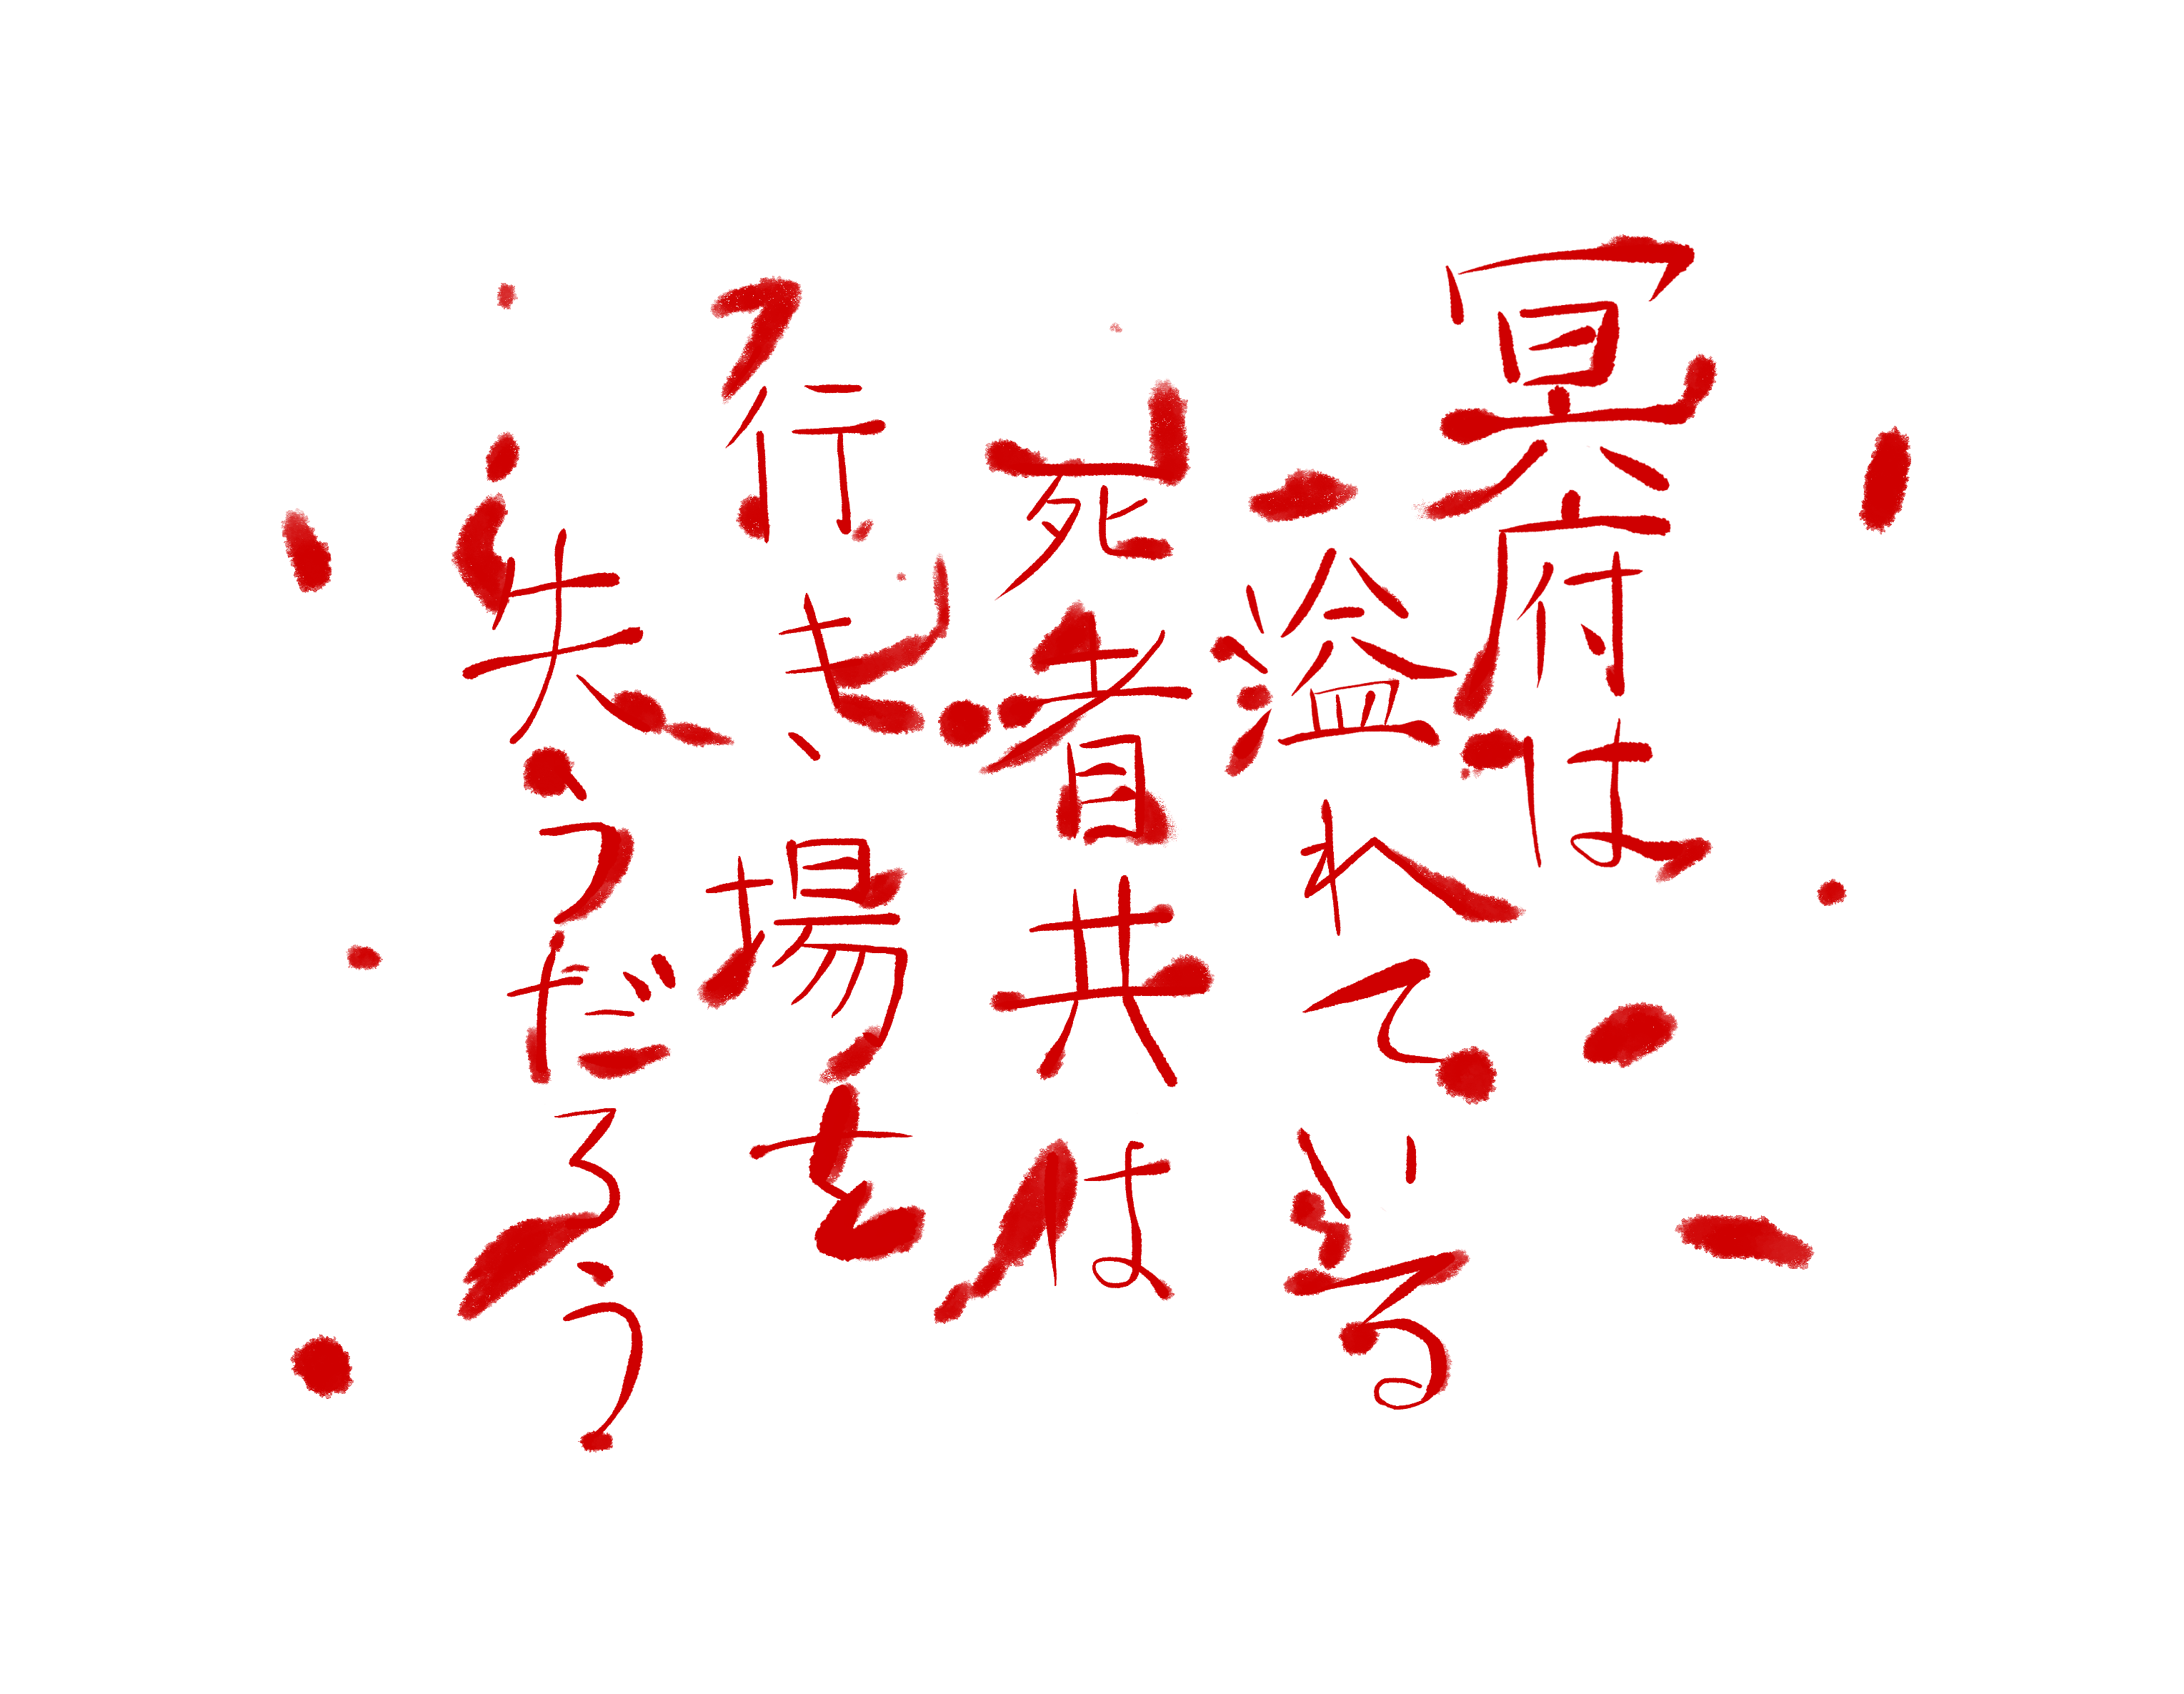 冥府は
溢れている
死者共は
行き場を
失うだろう